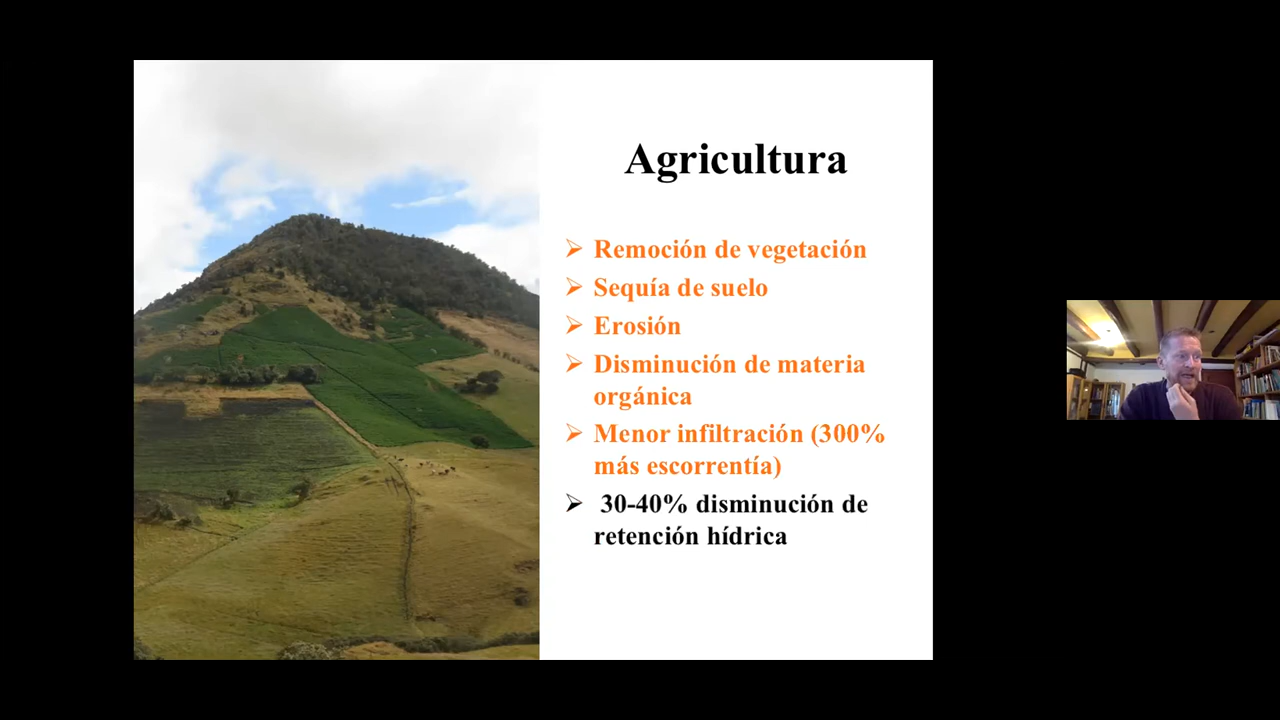 Agricultura
➢ Remoción de vegetación
➢ Sequía de suelo
➢ Erosión
➢ Disminución de materia
orgánica
➢ Menor infiltración (300%
más escorrentía)
➢ 30-40% disminución de
retención hídrica